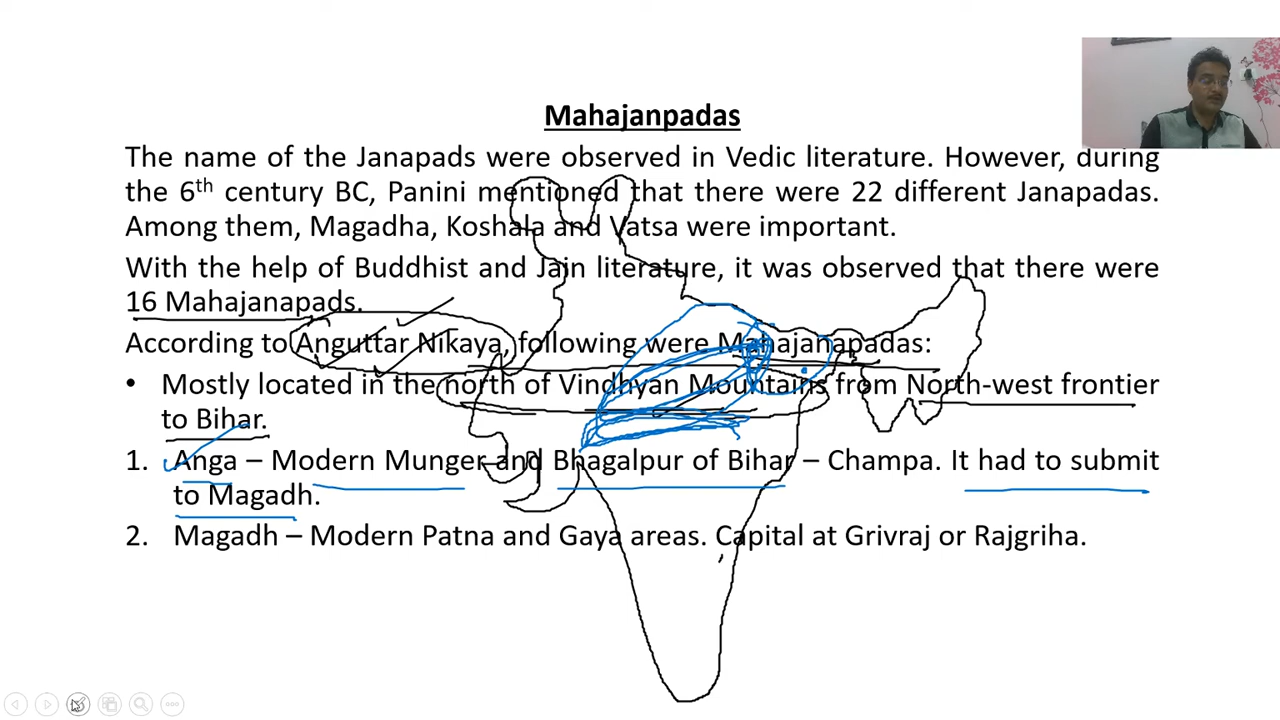 Mahajanpadas
The name of the Janapads were observed in Vedic literature. However, during
the 6th century BC, Panini mentioned that there were 22 different Janapadas.
Among them, Magadha, Koshala and Vatsa were important.
With the help of Buddhist and Jain literature, it was observed that there were
16 Mahajanapads.
According to Anguttar Nikaya, following were Mahajanapadas:
• Mostly located in the north of Vindhyan Mountains from North-west frontier
to Bihar.
1. Anga – Modern Munger and Bhagalpur of Bihar – Champa. It had to submit
to Magadh.
2. Magadh – Modern Patna and Gaya areas. Capital at Grivraj or Rajgriha.